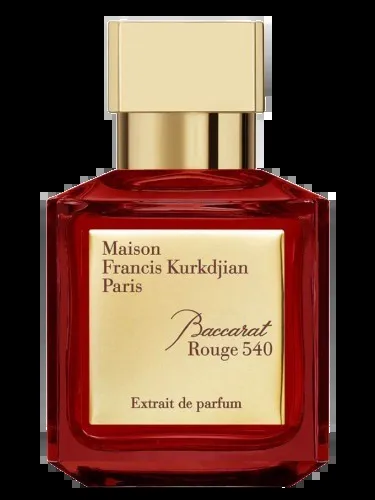 Maison
Francis Kurkdjian
Paris
Baccarat
Rouge 540
Extrait de parfum